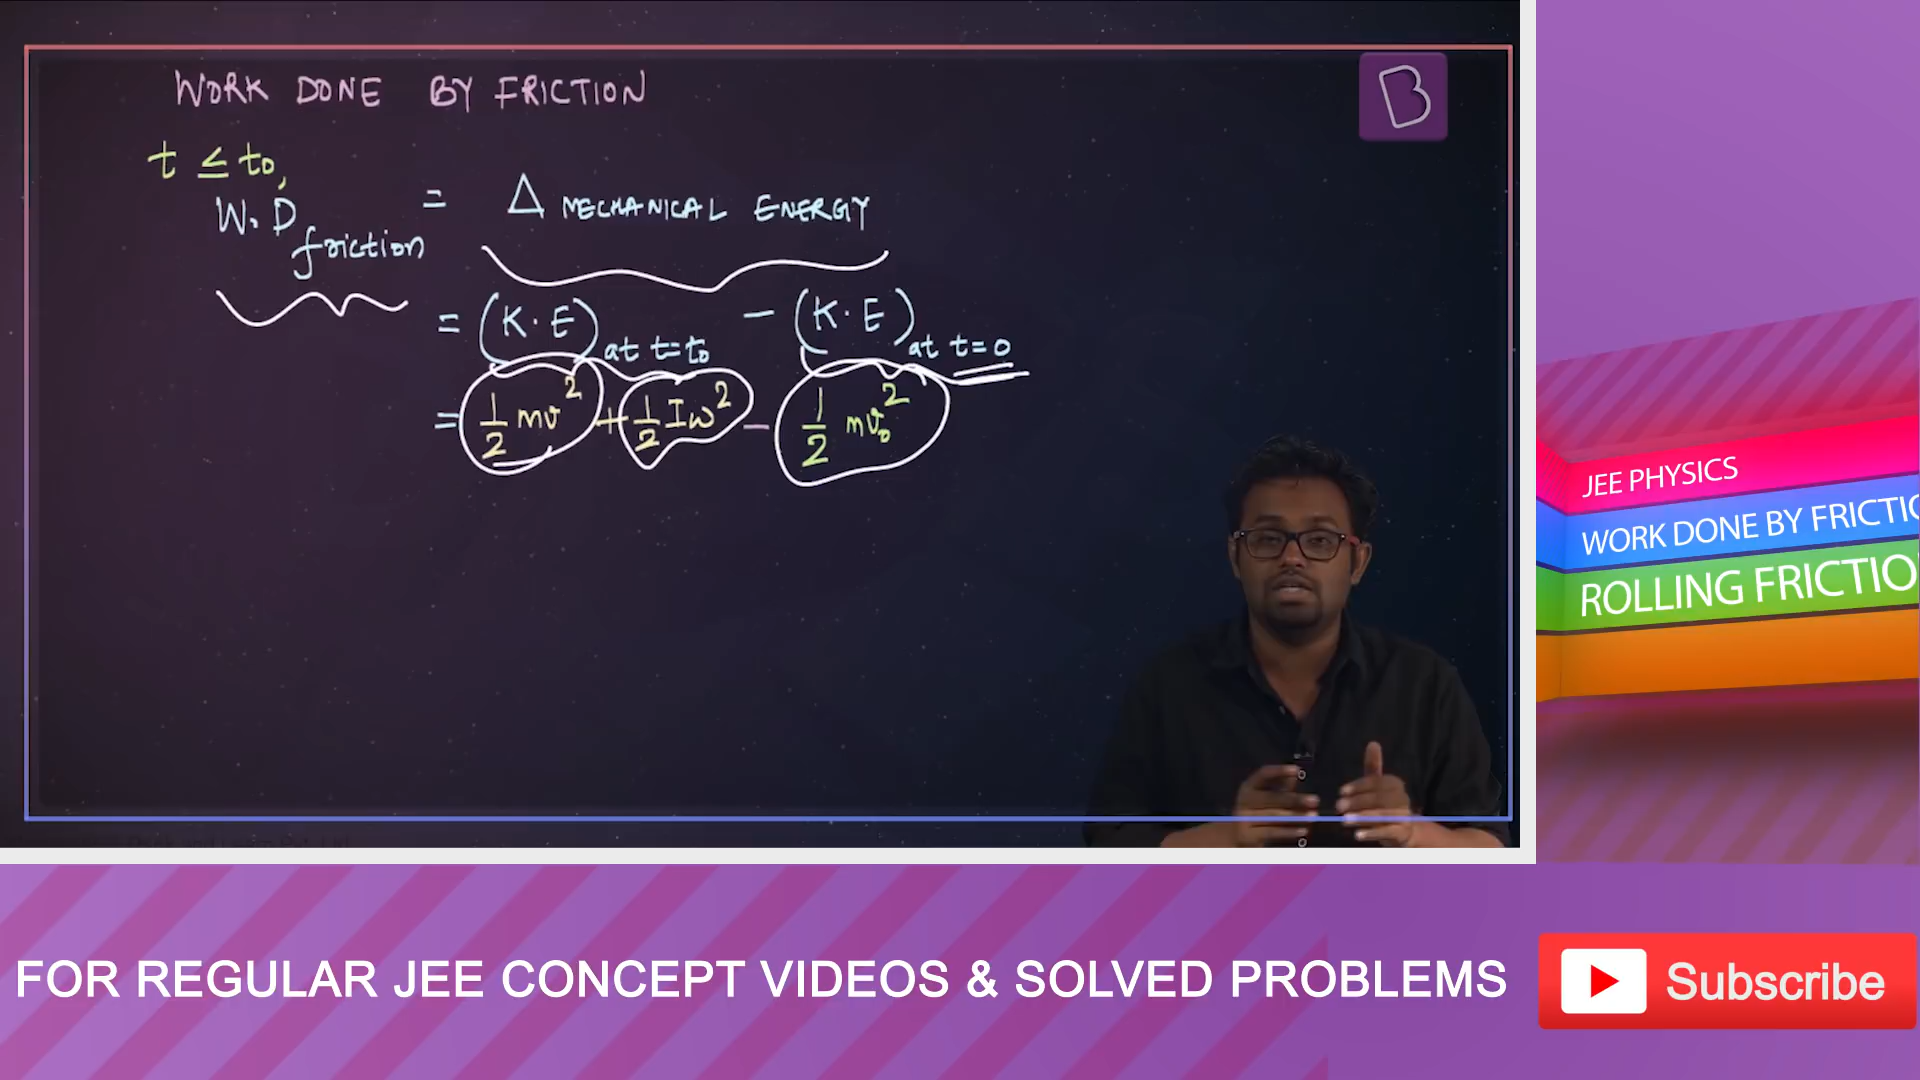 WORK DONE BY FRICTION
t ≤ t₀,
W.D friction = Δ MECHANICAL ENERGY
= (K.E) at t=t₀ − (K.E) at t=0
= 1/2 mv² + 1/2 Iω² − 1/2 mv₀²
B
JEE PHYSICS
WORK DONE BY FRICTIO
ROLLING FRICTIO
FOR REGULAR JEE CONCEPT VIDEOS & SOLVED PROBLEMS
Subscribe